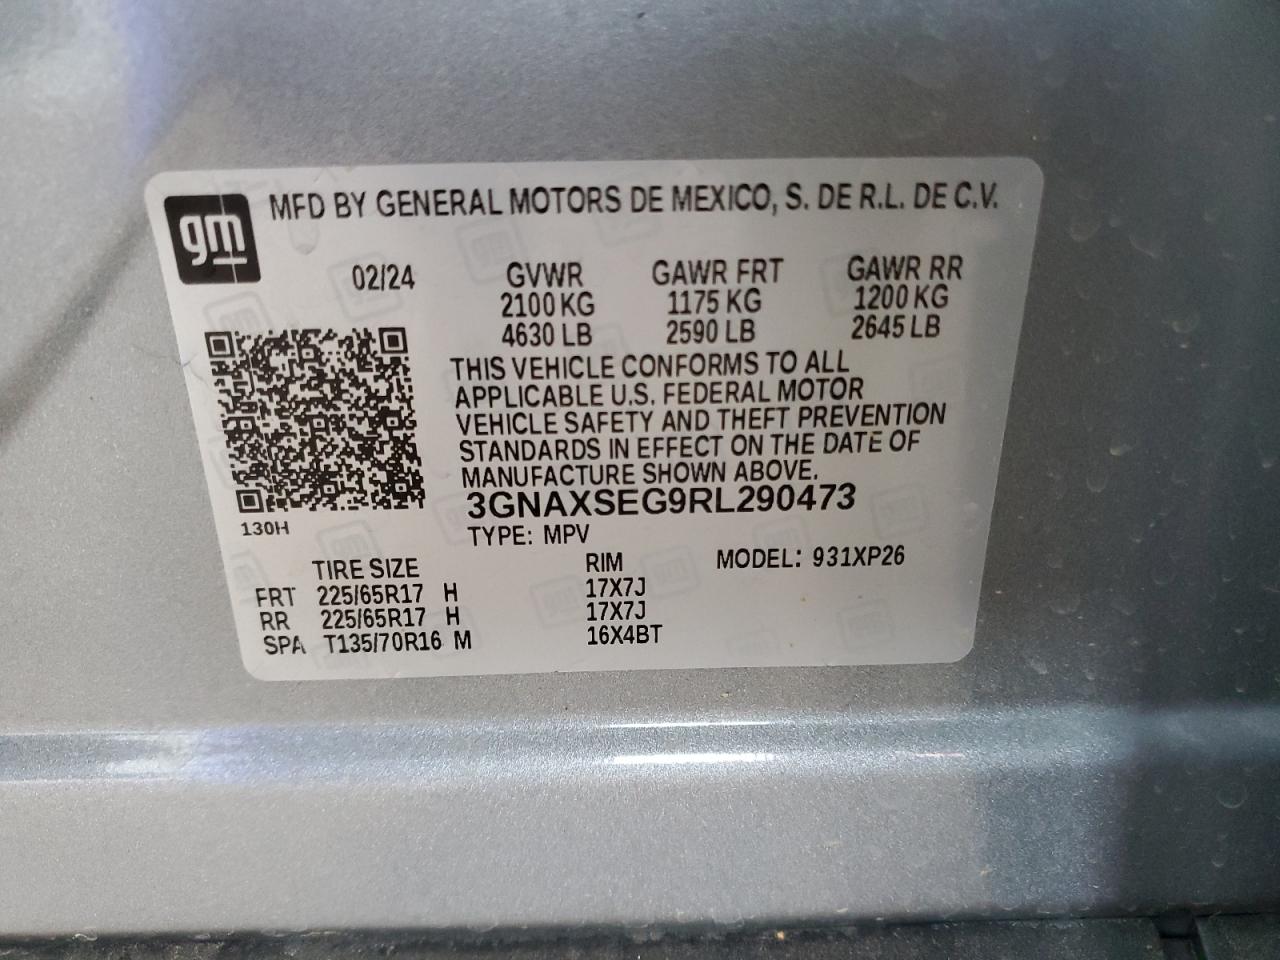 gm
MFD BY GENERAL MOTORS DE MEXICO, S. DE R.L. DE C.V.
02/24 GVWR GAWR FRT GAWR RR
2100 KG 1175 KG 1200 KG
4630 LB 2590 LB 2645 LB
THIS VEHICLE CONFORMS TO ALL
APPLICABLE U.S. FEDERAL MOTOR
VEHICLE SAFETY AND THEFT PREVENTION
STANDARDS IN EFFECT ON THE DATE OF
MANUFACTURE SHOWN ABOVE.
3GNAXSEG9RL290473
130H
TYPE: MPV
TIRE SIZE RIM MODEL: 931XP26
FRT 225/65R17 H 17X7J
RR 225/65R17 H 17X7J
SPA T135/70R16 M 16X4BT